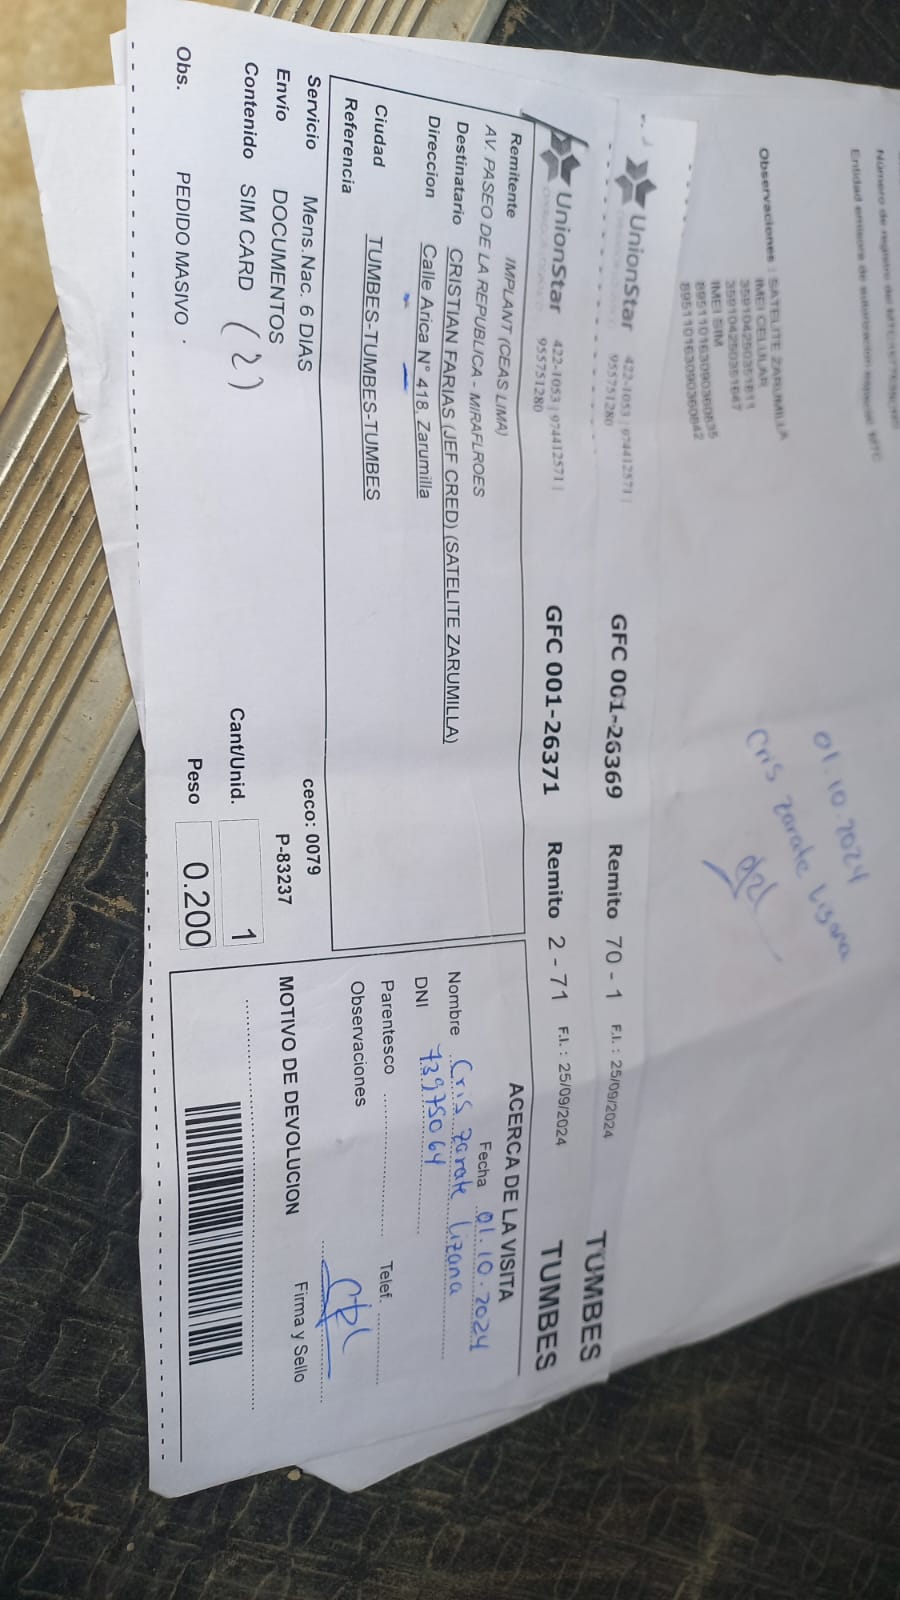 Número de registro del MTC
Entidad emisora de autorización especial: MTC
Observaciones : SATELITE ZARUMILLA
IMEI CELULAR
IMEI SIM
01.10.2024
Cris Zarate Lizana
UnionStar 422-1053 | 974412571 |
955751280
GFC 001-26369 Remito 70 - 1 F.I. : 25/09/2024 TUMBES
UnionStar 422-1053 | 974412571 |
955751280
GFC 001-26371 Remito 2 - 71 F.I. : 25/09/2024 TUMBES
Remitente IMPLANT (CEAS LIMA)
AV. PASEO DE LA REPUBLICA - MIRAFLROES
Destinatario CRISTIAN FARIAS (JEF CRED) (SATELITE ZARUMILLA)
Direccion Calle Arica N° 418. Zarumilla
Ciudad TUMBES-TUMBES-TUMBES
Referencia
Servicio Mens.Nac. 6 DIAS ceco: 0079
Envío DOCUMENTOS P-83237
Contenido SIM CARD (2) Cant/Unid. 1
Obs. PEDIDO MASIVO . Peso 0.200
ACERCA DE LA VISITA
Fecha 01.10.2024
Nombre Cris Zarate Lizana
DNI 73975064
Parentesco Telef.
Observaciones
MOTIVO DE DEVOLUCION Firma y Sello